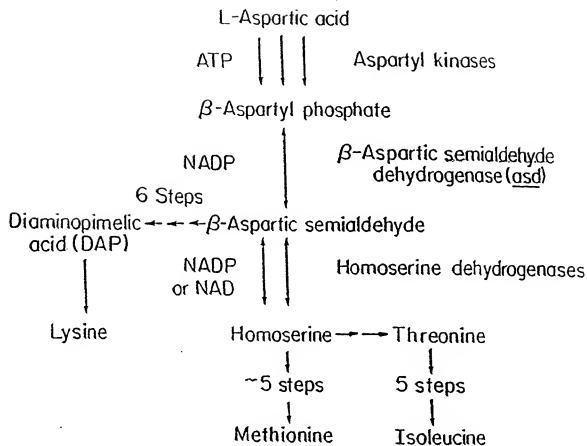 L-Aspartic acid
ATP
Aspartyl kinases
β-Aspartyl phosphate
NADP
β-Aspartic semialdehyde
dehydrogenase (asd)
6 Steps
Diaminopimelic
acid (DAP)
β-Aspartic semialdehyde
NADP
or NAD
Homoserine dehydrogenases
Lysine
Homoserine
Threonine
~5 steps
5 steps
Methionine
Isoleucine